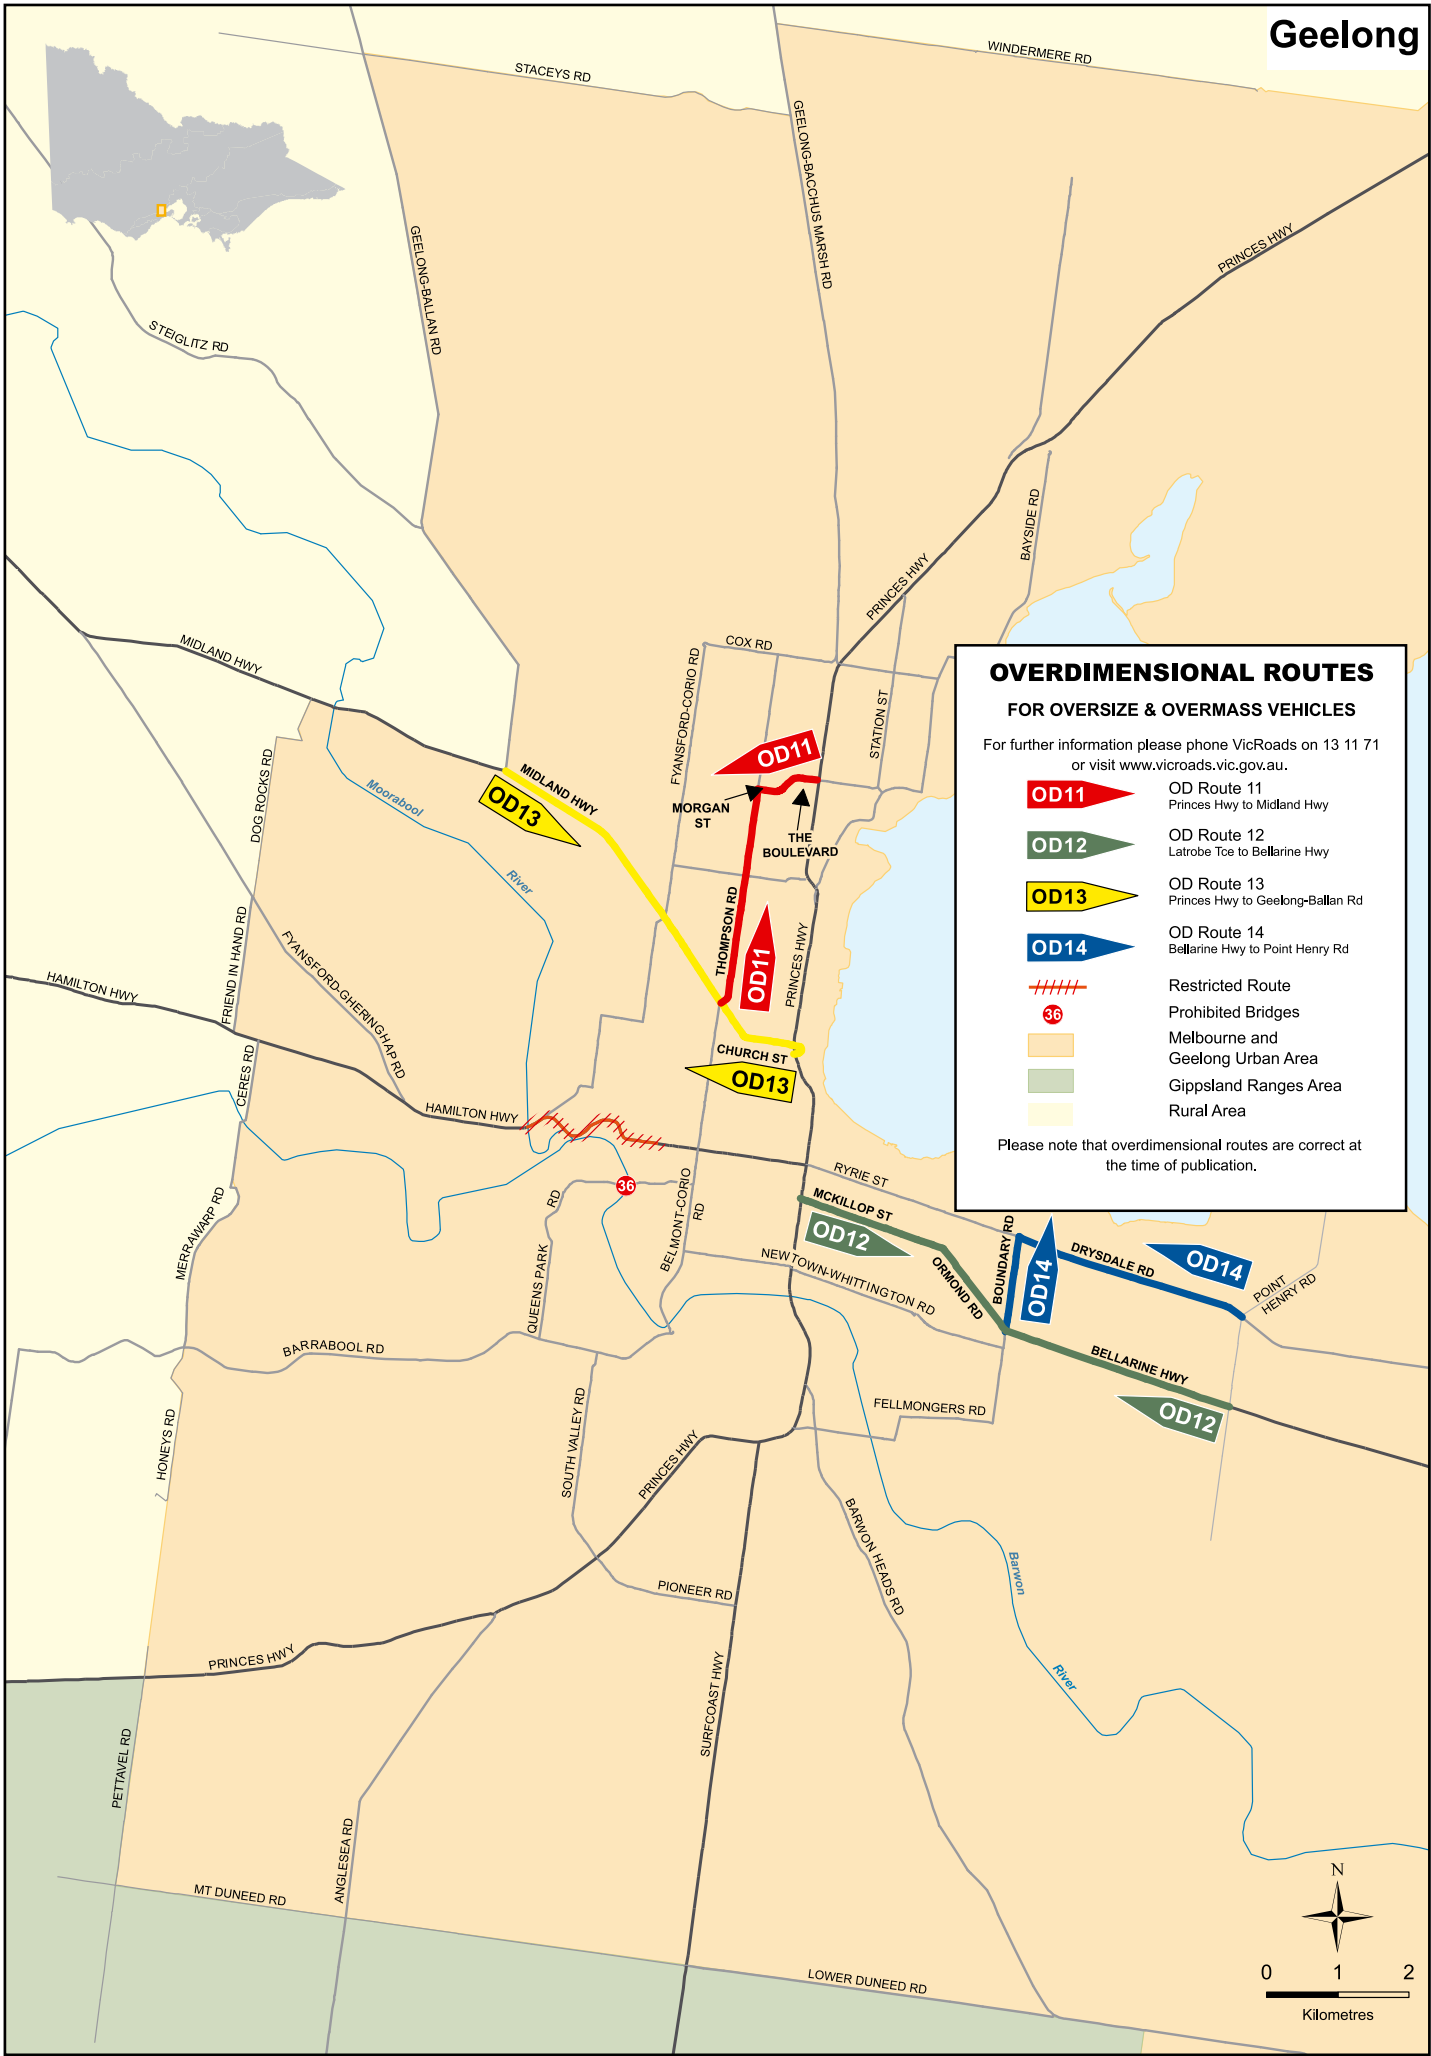 Geelong
WINDERMERE RD
STACEYS RD
GEELONG-BACCHUS MARSH RD
PRINCES HWY
GEELONG-BALLAN RD
STEIGLITZ RD
BAYSIDE RD
PRINCES HWY
MIDLAND HWY
COX RD
FYANSFORD-CORIO RD
STATION ST
OVERDIMENSIONAL ROUTES
FOR OVERSIZE & OVERMASS VEHICLES
For further information please phone VicRoads on 13 11 71
or visit www.vicroads.vic.gov.au.
OD11
OD Route 11
Princes Hwy to Midland Hwy
OD12
OD Route 12
Latrobe Tce to Bellarine Hwy
OD13
OD Route 13
Princes Hwy to Geelong-Ballan Rd
OD14
OD Route 14
Bellarine Hwy to Point Henry Rd
Restricted Route
36
Prohibited Bridges
Melbourne and
Geelong Urban Area
Gippsland Ranges Area
Rural Area
Please note that overdimensional routes are correct at
the time of publication.
OD11
MIDLAND HWY
OD13
MORGAN
ST
THE
BOULEVARD
DOG ROCKS RD
Moorabool
River
THOMPSON RD
OD11
PRINCES HWY
FRIEND IN HAND RD
FYANSFORD-GHERINGHAP RD
HAMILTON HWY
CHURCH ST
OD13
CERES RD
HAMILTON HWY
RYRIE ST
36
MCKILLOP ST
OD12
MERRAWARP RD
QUEENS PARK
RD
BELMONT-CORIO
RD
NEWTOWN-WHITTINGTON RD
ORMOND RD
BOUNDARY RD
OD14
DRYSDALE RD
OD14
POINT
HENRY RD
BARRABOOL RD
BELLARINE HWY
OD12
FELLMONGERS RD
HONEYS RD
SOUTH VALLEY RD
PRINCES HWY
BARWON HEADS RD
Barwon
River
PIONEER RD
PRINCES HWY
SURFCOAST HWY
PETTAVEL RD
ANGLESEA RD
MT DUNEED RD
LOWER DUNEED RD
N
0 1 2
Kilometres